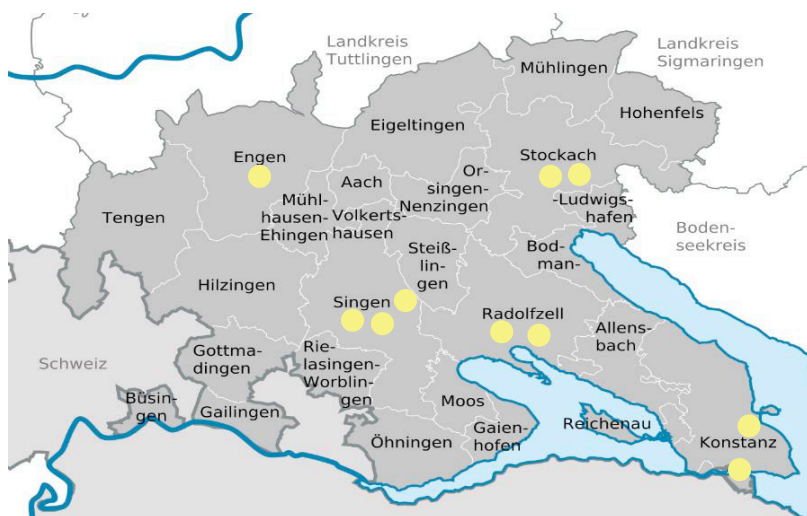 Landkreis
Tuttlingen
Landkreis
Sigmaringen
Mühlingen
Hohenfels
Eigeltingen
Engen
Stockach
Aach
Or-
singen-
Nenzingen
Mühl-
hausen-
Ehingen
Volkerts-
hausen
-Ludwigs-
hafen
Tengen
Boden-
seekreis
Steiß-
lin-
gen
Bod-
man-
Hilzingen
Singen
Radolfzell
Allens-
bach
Schweiz
Gottma-
dingen
Rie-
lasingen-
Worblin-
gen
Büsin-
gen
Gailingen
Moos
Gaien-
hofen
Reichenau
Öhningen
Konstanz